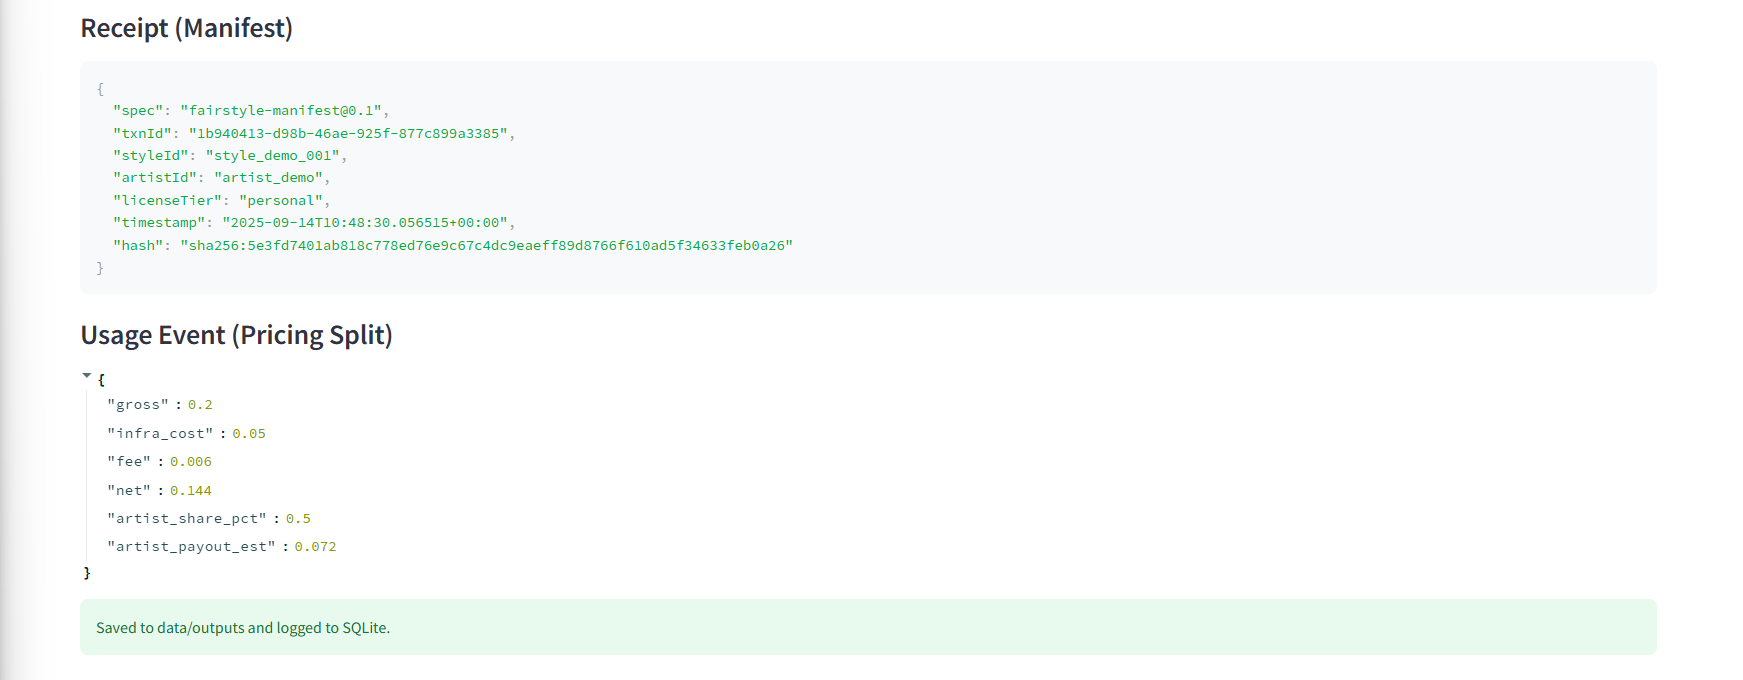 Receipt (Manifest)
{
"spec": "fairstyle-manifest@0.1",
"txnId": "1b940413-d98b-46ae-925f-877c899a3385",
"styleId": "style_demo_001",
"artistId": "artist_demo",
"licenseTier": "personal",
"timestamp": "2025-09-14T10:48:30.056515+00:00",
"hash": "sha256:5e3fd7401ab818c778ed76e9c67c4dc9eaeff89d8766f610ad5f34633feb0a26"
}
Usage Event (Pricing Split)
{
"gross" : 0.2
"infra_cost" : 0.05
"fee" : 0.006
"net" : 0.144
"artist_share_pct" : 0.5
"artist_payout_est" : 0.072
}
Saved to data/outputs and logged to SQLite.